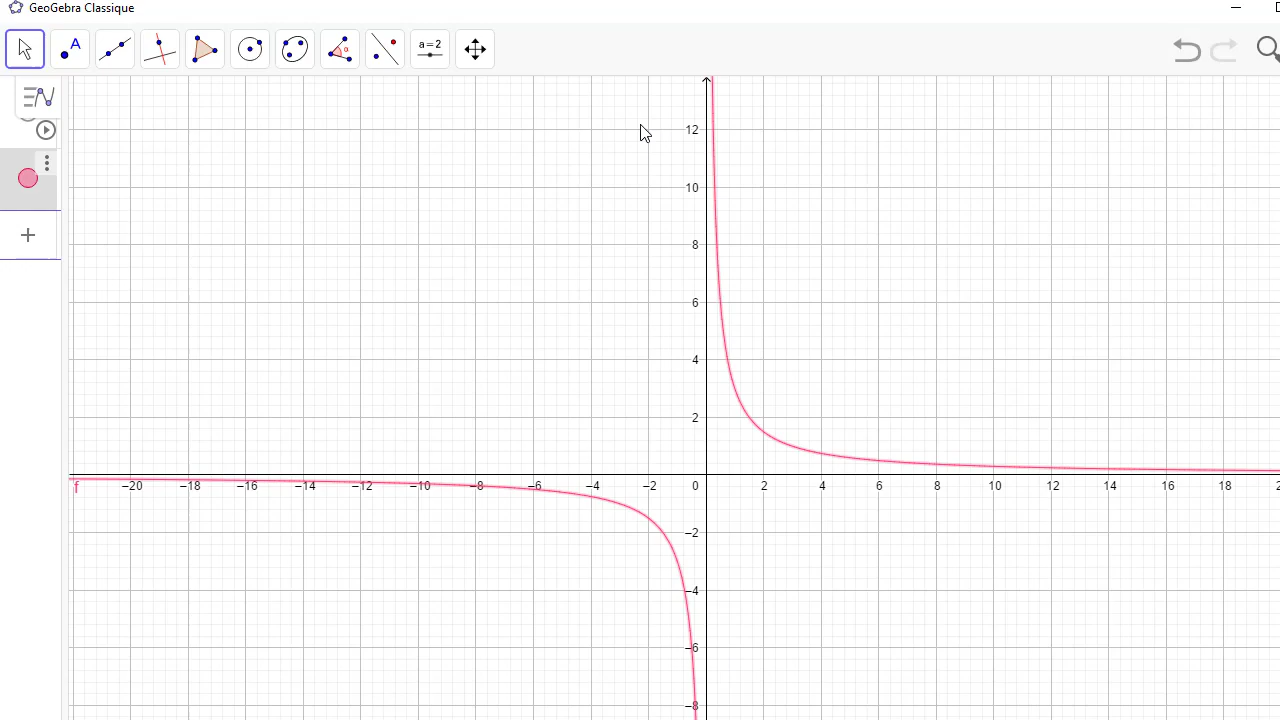 GeoGebra Classique
A
a=2
12
10
8
6
4
2
f −20 −18 −16 −14 −12 −10 −8 −6 −4 −2 0 2 4 6 8 10 12 14 16 18
−2
−4
−6
−8